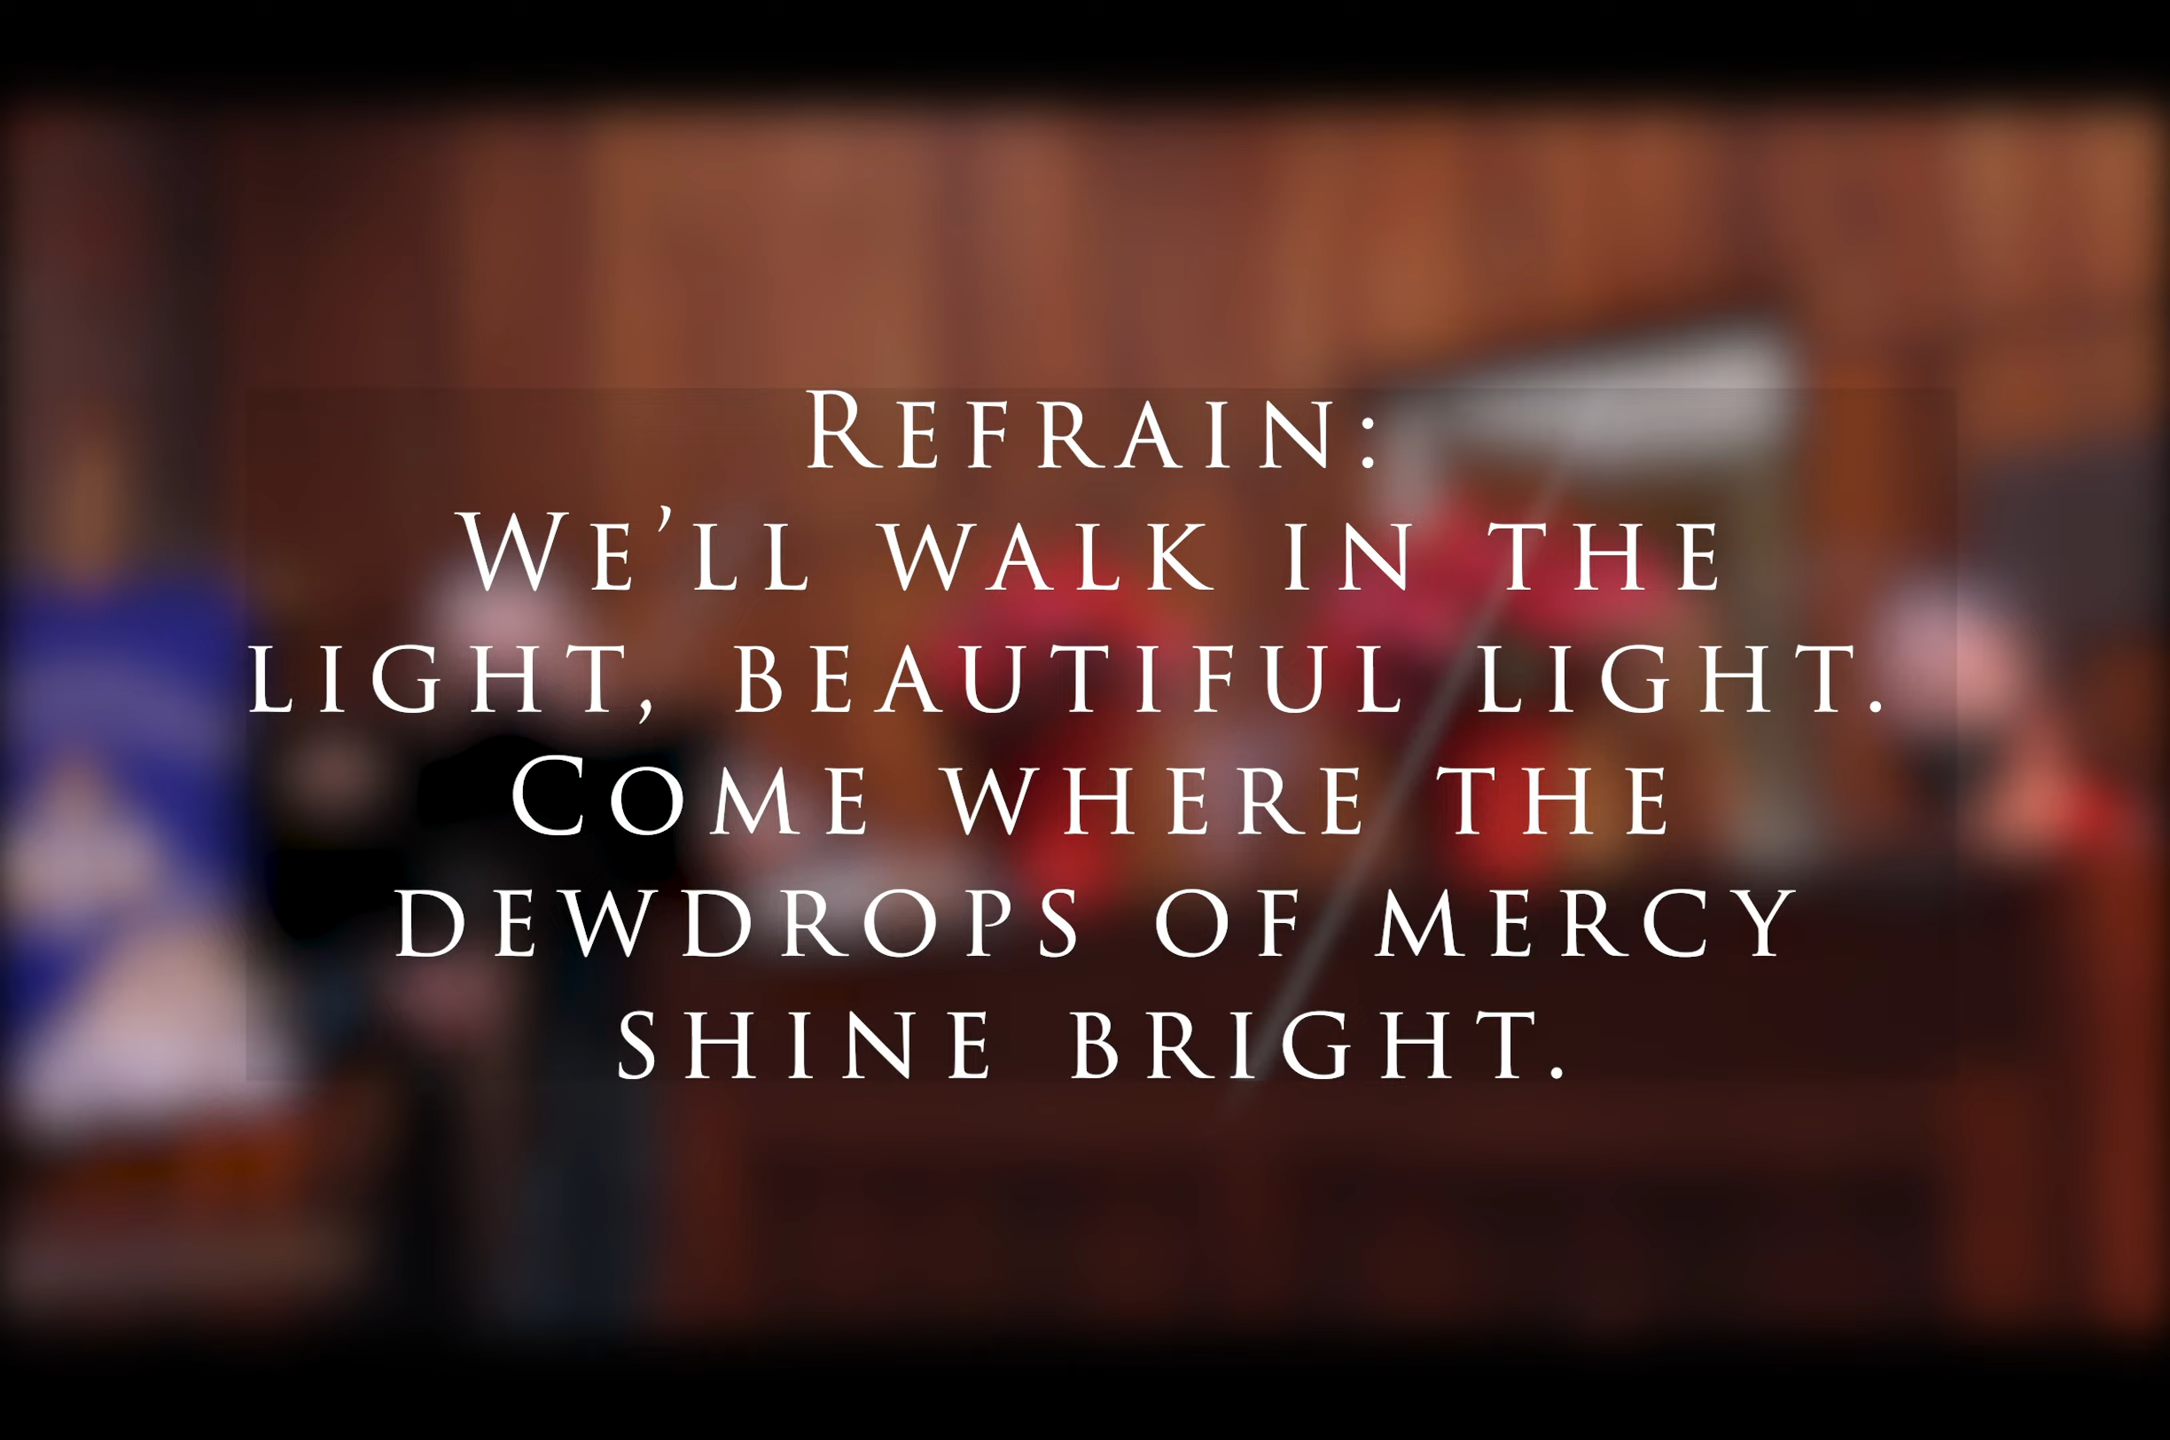 Refrain:
We’ll walk in the
light, beautiful light.
Come where the
dewdrops of mercy
shine bright.